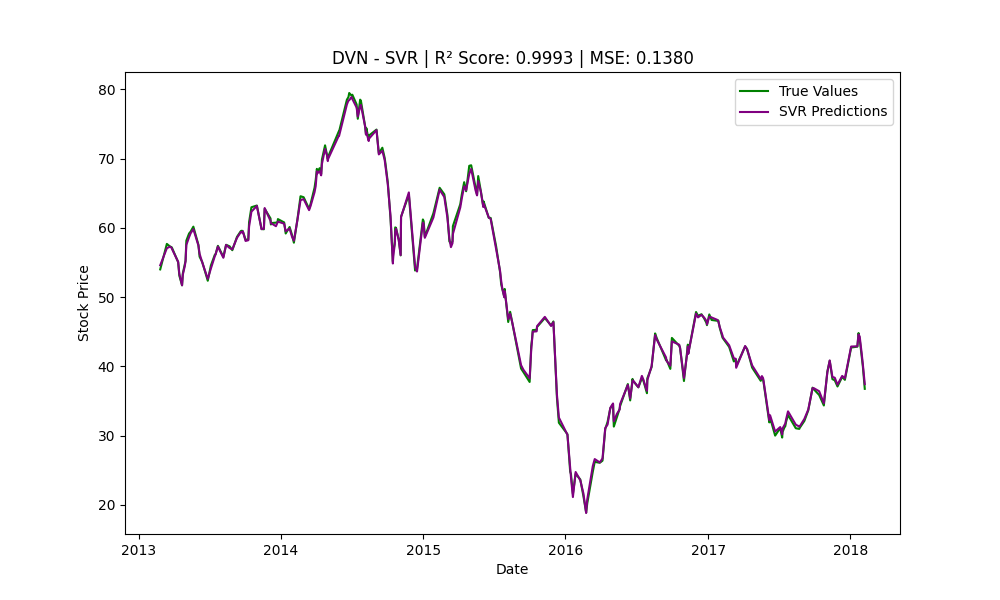 DVN - SVR | R² Score: 0.9993 | MSE: 0.1380
True Values
SVR Predictions
Stock Price
80
70
60
50
40
30
20
2013 2014 2015 2016 2017 2018
Date